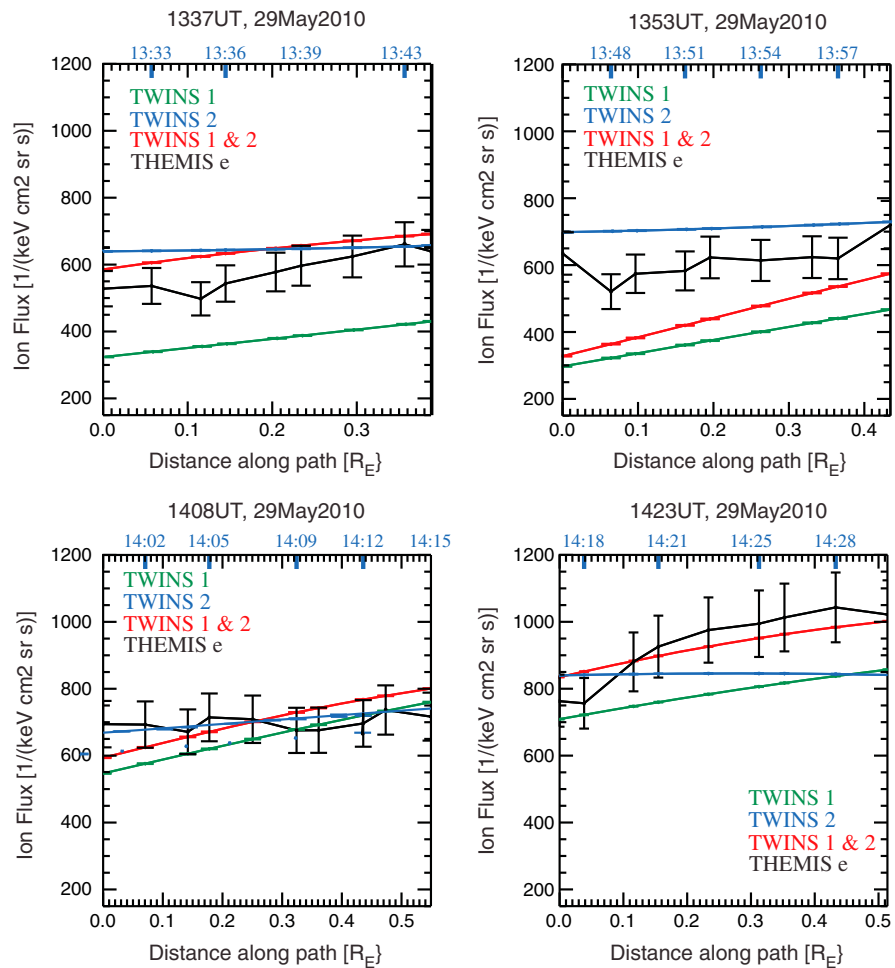 1337UT, 29May2010
13:33 13:36 13:39 13:43
1200
1000
800
600
400
200
Ion Flux [1/(keV cm2 sr s)]
TWINS 1
TWINS 2
TWINS 1 & 2
THEMIS e
0.0 0.1 0.2 0.3
Distance along path [R_E}
1353UT, 29May2010
13:48 13:51 13:54 13:57
1200
1000
800
600
400
200
Ion Flux [1/(keV cm2 sr s)]
TWINS 1
TWINS 2
TWINS 1 & 2
THEMIS e
0.0 0.1 0.2 0.3 0.4
Distance along path [R_E}
1408UT, 29May2010
14:02 14:05 14:09 14:12 14:15
1200
1000
800
600
400
200
Ion Flux [1/(keV cm2 sr s)]
TWINS 1
TWINS 2
TWINS 1 & 2
THEMIS e
0.0 0.1 0.2 0.3 0.4 0.5
Distance along path [R_E}
1423UT, 29May2010
14:18 14:21 14:25 14:28
1200
1000
800
600
400
200
Ion Flux [1/(keV cm2 sr s)]
TWINS 1
TWINS 2
TWINS 1 & 2
THEMIS e
0.0 0.1 0.2 0.3 0.4 0.5
Distance along path [R_E}